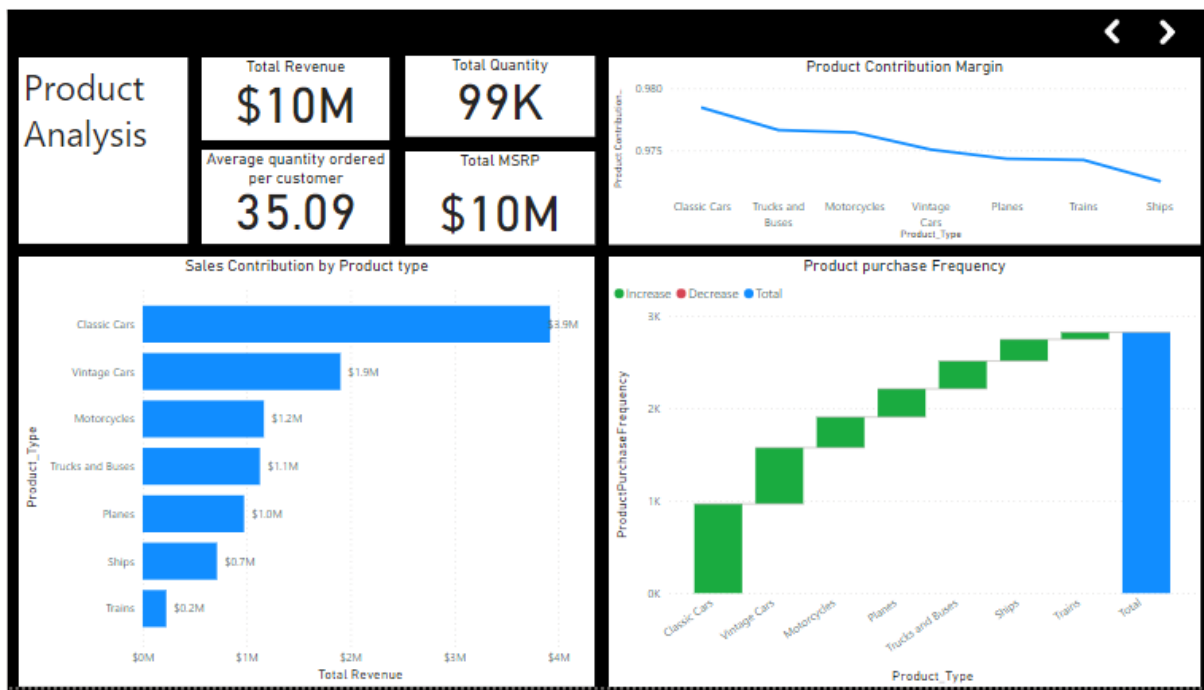 Product
Analysis
Total Revenue
$10M
Total Quantity
99K
Average quantity ordered
per customer
35.09
Total MSRP
$10M
Product Contribution Margin
0.980
0.975
Product Contribution...
Classic Cars
Trucks and
Buses
Motorcycles
Vintage
Cars
Planes
Trains
Ships
Product_Type
Sales Contribution by Product type
Product_Type
Classic Cars
$3.9M
Vintage Cars
$1.9M
Motorcycles
$1.2M
Trucks and Buses
$1.1M
Planes
$1.0M
Ships
$0.7M
Trains
$0.2M
$0M
$1M
$2M
$3M
$4M
Total Revenue
Product purchase Frequency
Increase
Decrease
Total
ProductPurchaseFrequency
3K
2K
1K
0K
Classic Cars
Vintage Cars
Motorcycles
Planes
Trucks and Buses
Ships
Trains
Total
Product_Type